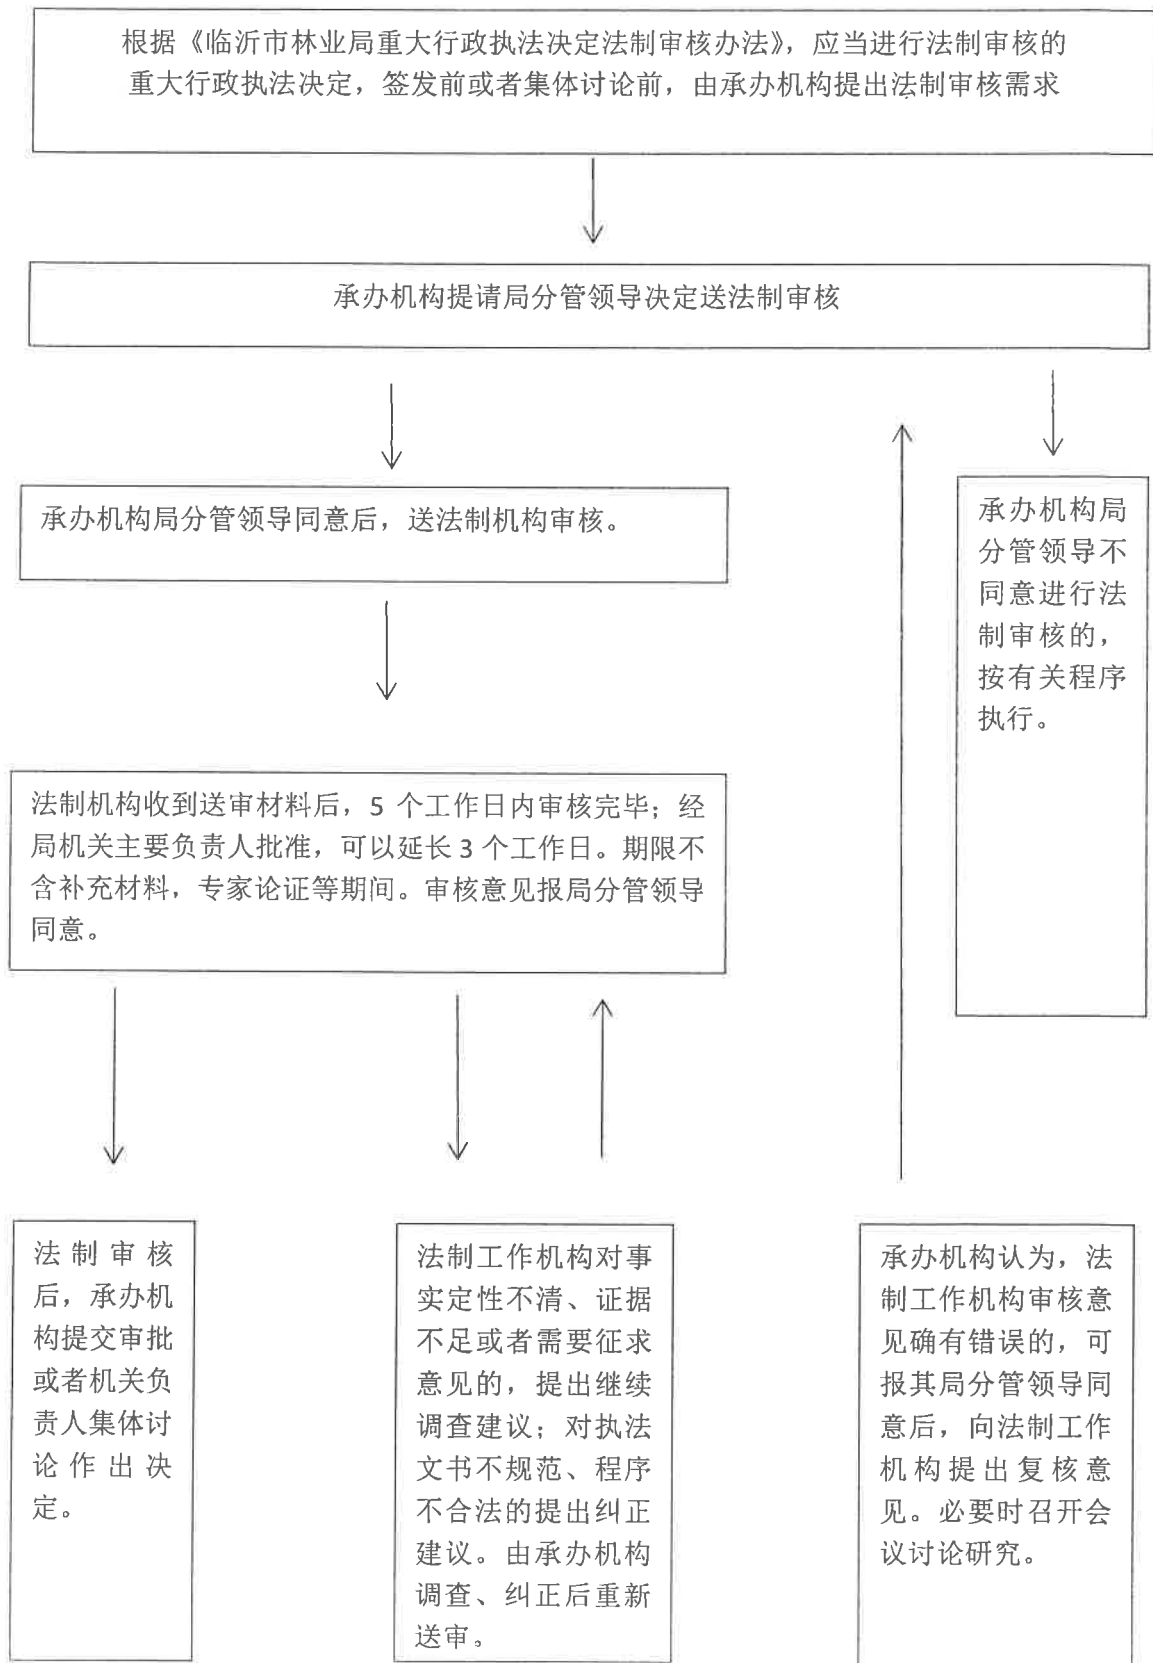 根据《临沂市林业局重大行政执法决定法制审核办法》，应当进行法制审核的
重大行政执法决定，签发前或者集体讨论前，由承办机构提出法制审核需求
承办机构提请局分管领导决定送法制审核
承办机构局分管领导同意后，送法制机构审核。
承办机构局
分管领导不
同意进行法
制审核的，
按有关程序
执行。
法制机构收到送审材料后，5 个工作日内审核完毕；经
局机关主要负责人批准，可以延长 3 个工作日。期限不
含补充材料，专家论证等期间。审核意见报局分管领导
同意。
法制审核
后，承办机
构提交审批
或者机关负
责人集体讨
论作出决
定。
法制工作机构对事
实定性不清、证据
不足或者需要征求
意见的，提出继续
调查建议；对执法
文书不规范、程序
不合法的提出纠正
建议。由承办机构
调查、纠正后重新
送审。
承办机构认为，法
制工作机构审核意
见确有错误的，可
报其局分管领导同
意后，向法制工作
机构提出复核意
见。必要时召开会
议讨论研究。